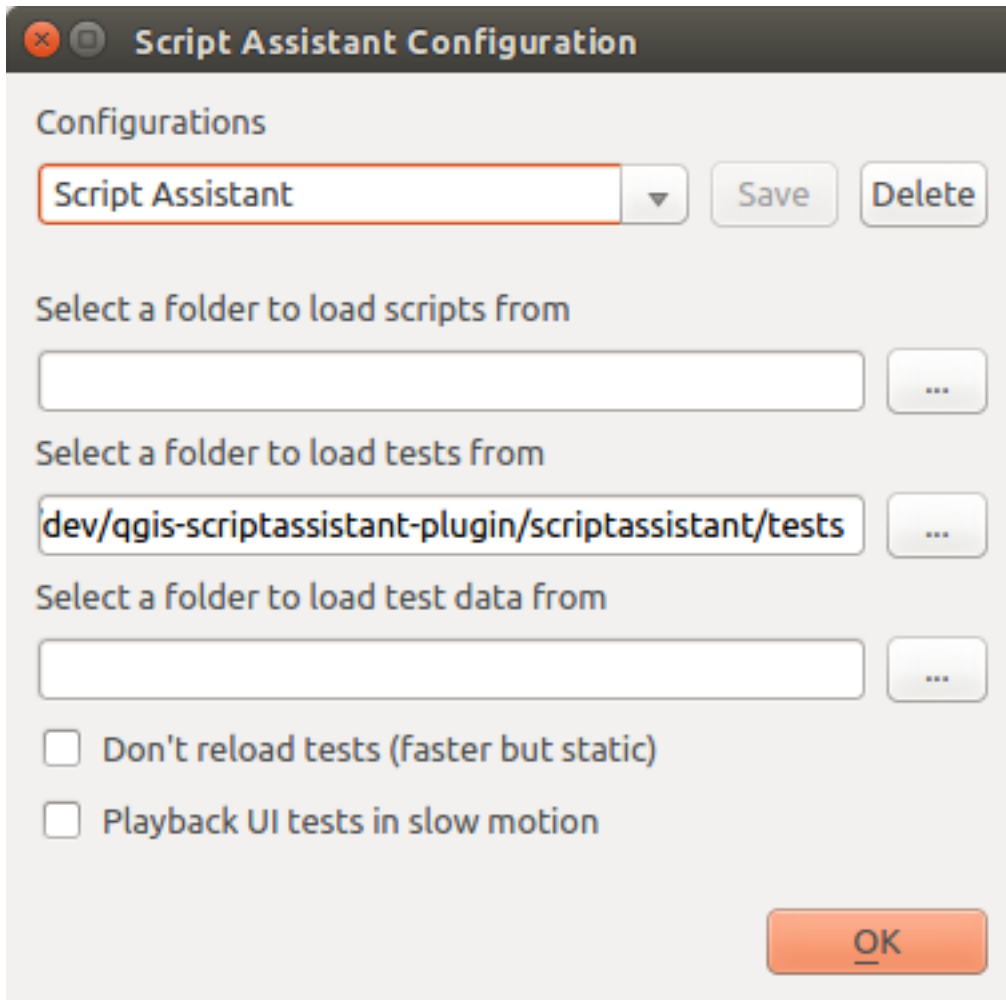 Script Assistant Configuration
Configurations
Script Assistant
Save
Delete
Select a folder to load scripts from
...
Select a folder to load tests from
dev/qgis-scriptassistant-plugin/scriptassistant/tests
...
Select a folder to load test data from
...
Don't reload tests (faster but static)
Playback UI tests in slow motion
OK